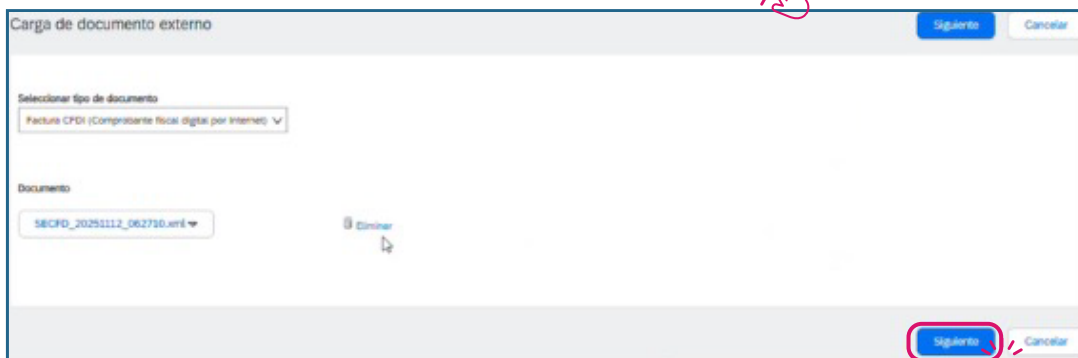 Carga de documento externo
Siguiente Cancelar
Seleccionar tipo de documento
Factura CFDI (Comprobante fiscal digital por Internet)
Documento
SECFD_20251112_062710.xml
Eliminar
Siguiente Cancelar